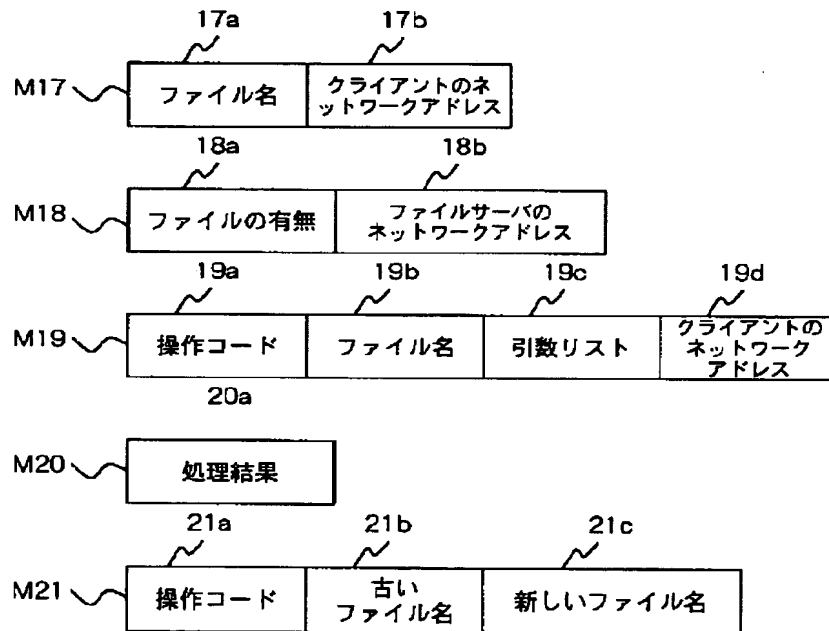 17a 17b
M17 ファイル名 クライアントのネ
ットワークアドレス
18a 18b
M18 ファイルの有無 ファイルサーバの
ネットワークアドレス
19a 19b 19c 19d
M19 操作コード ファイル名 引数リスト クライアントの
ネットワーク
アドレス
20a
M20 処理結果
21a 21b 21c
M21 操作コード 古い
ファイル名 新しいファイル名